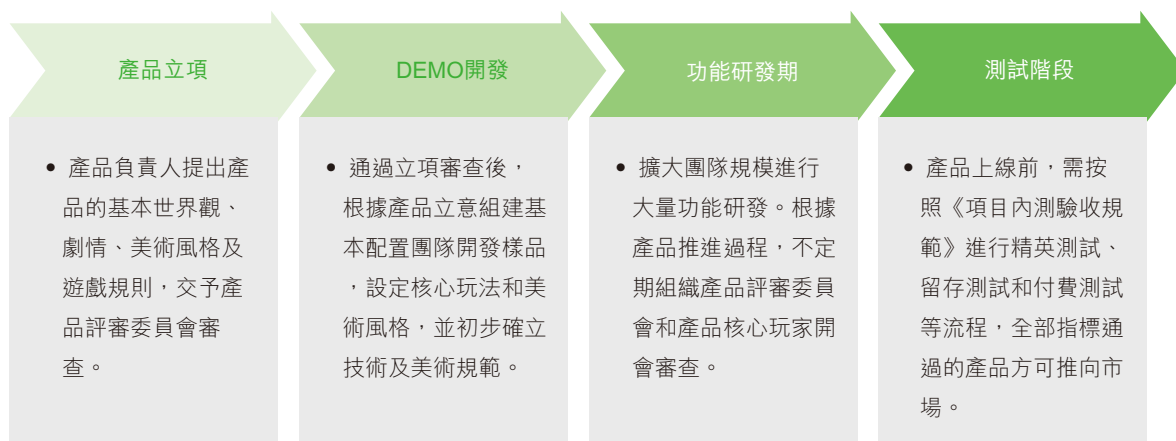 產品立項
DEMO開發
功能研發期
測試階段
• 產品負責人提出產
品的基本世界觀、
劇情、美術風格及
遊戲規則，交予產
品評審委員會審
查。
• 通過立項審查後，
根據產品立意組建基
本配置團隊開發樣品
，設定核心玩法和美
術風格，並初步確立
技術及美術規範。
• 擴大團隊規模進行
大量功能研發。根據
產品推進過程，不定
期組織產品評審委員
會和產品核心玩家開
會審查。
• 產品上線前，需按
照《項目內測驗收規
範》進行精英測試、
留存測試和付費測試
等流程，全部指標通
過的產品方可推向市
場。